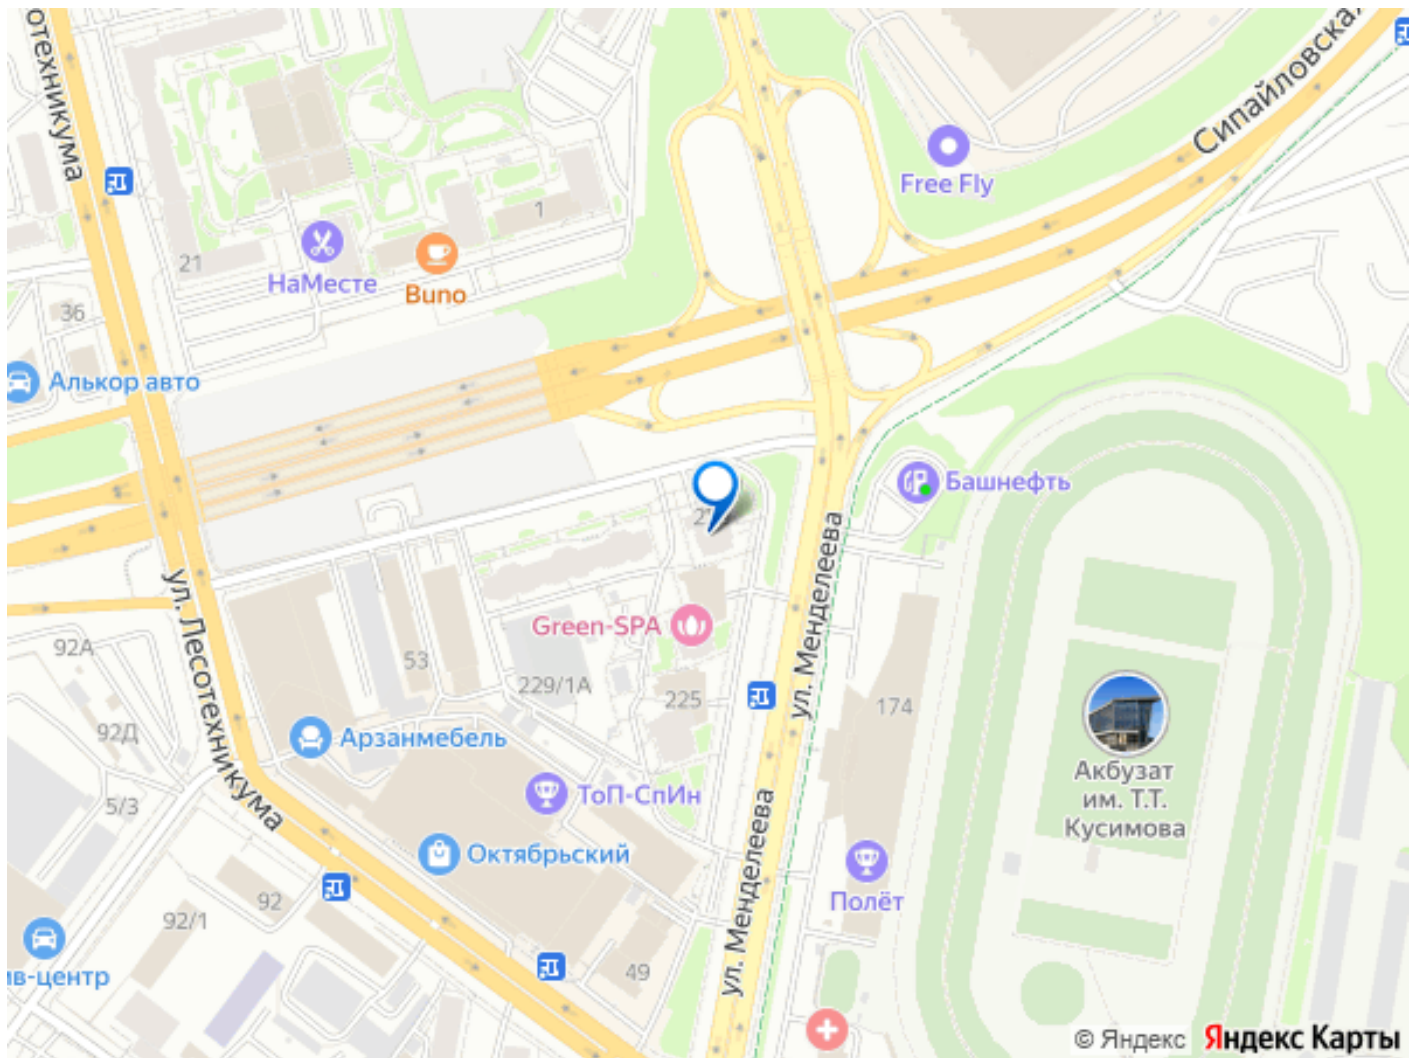 отехникума
Сипайловская
Free Fly
1
21
НаМесте
Buno
36
Алькор авто
Башнефть
ул. Лесотехникума
ул. Менделеева
Green-SPA
92А
53
229/1А
225
174
92Д
Арзанмебель
5/3
ТоП-СпИн
Акбузат
им. Т.Т.
Кусимова
Октябрьский
ул. Менделеева
Полёт
92
92/1
ив-центр
49
© Яндекс Яндекс Карты